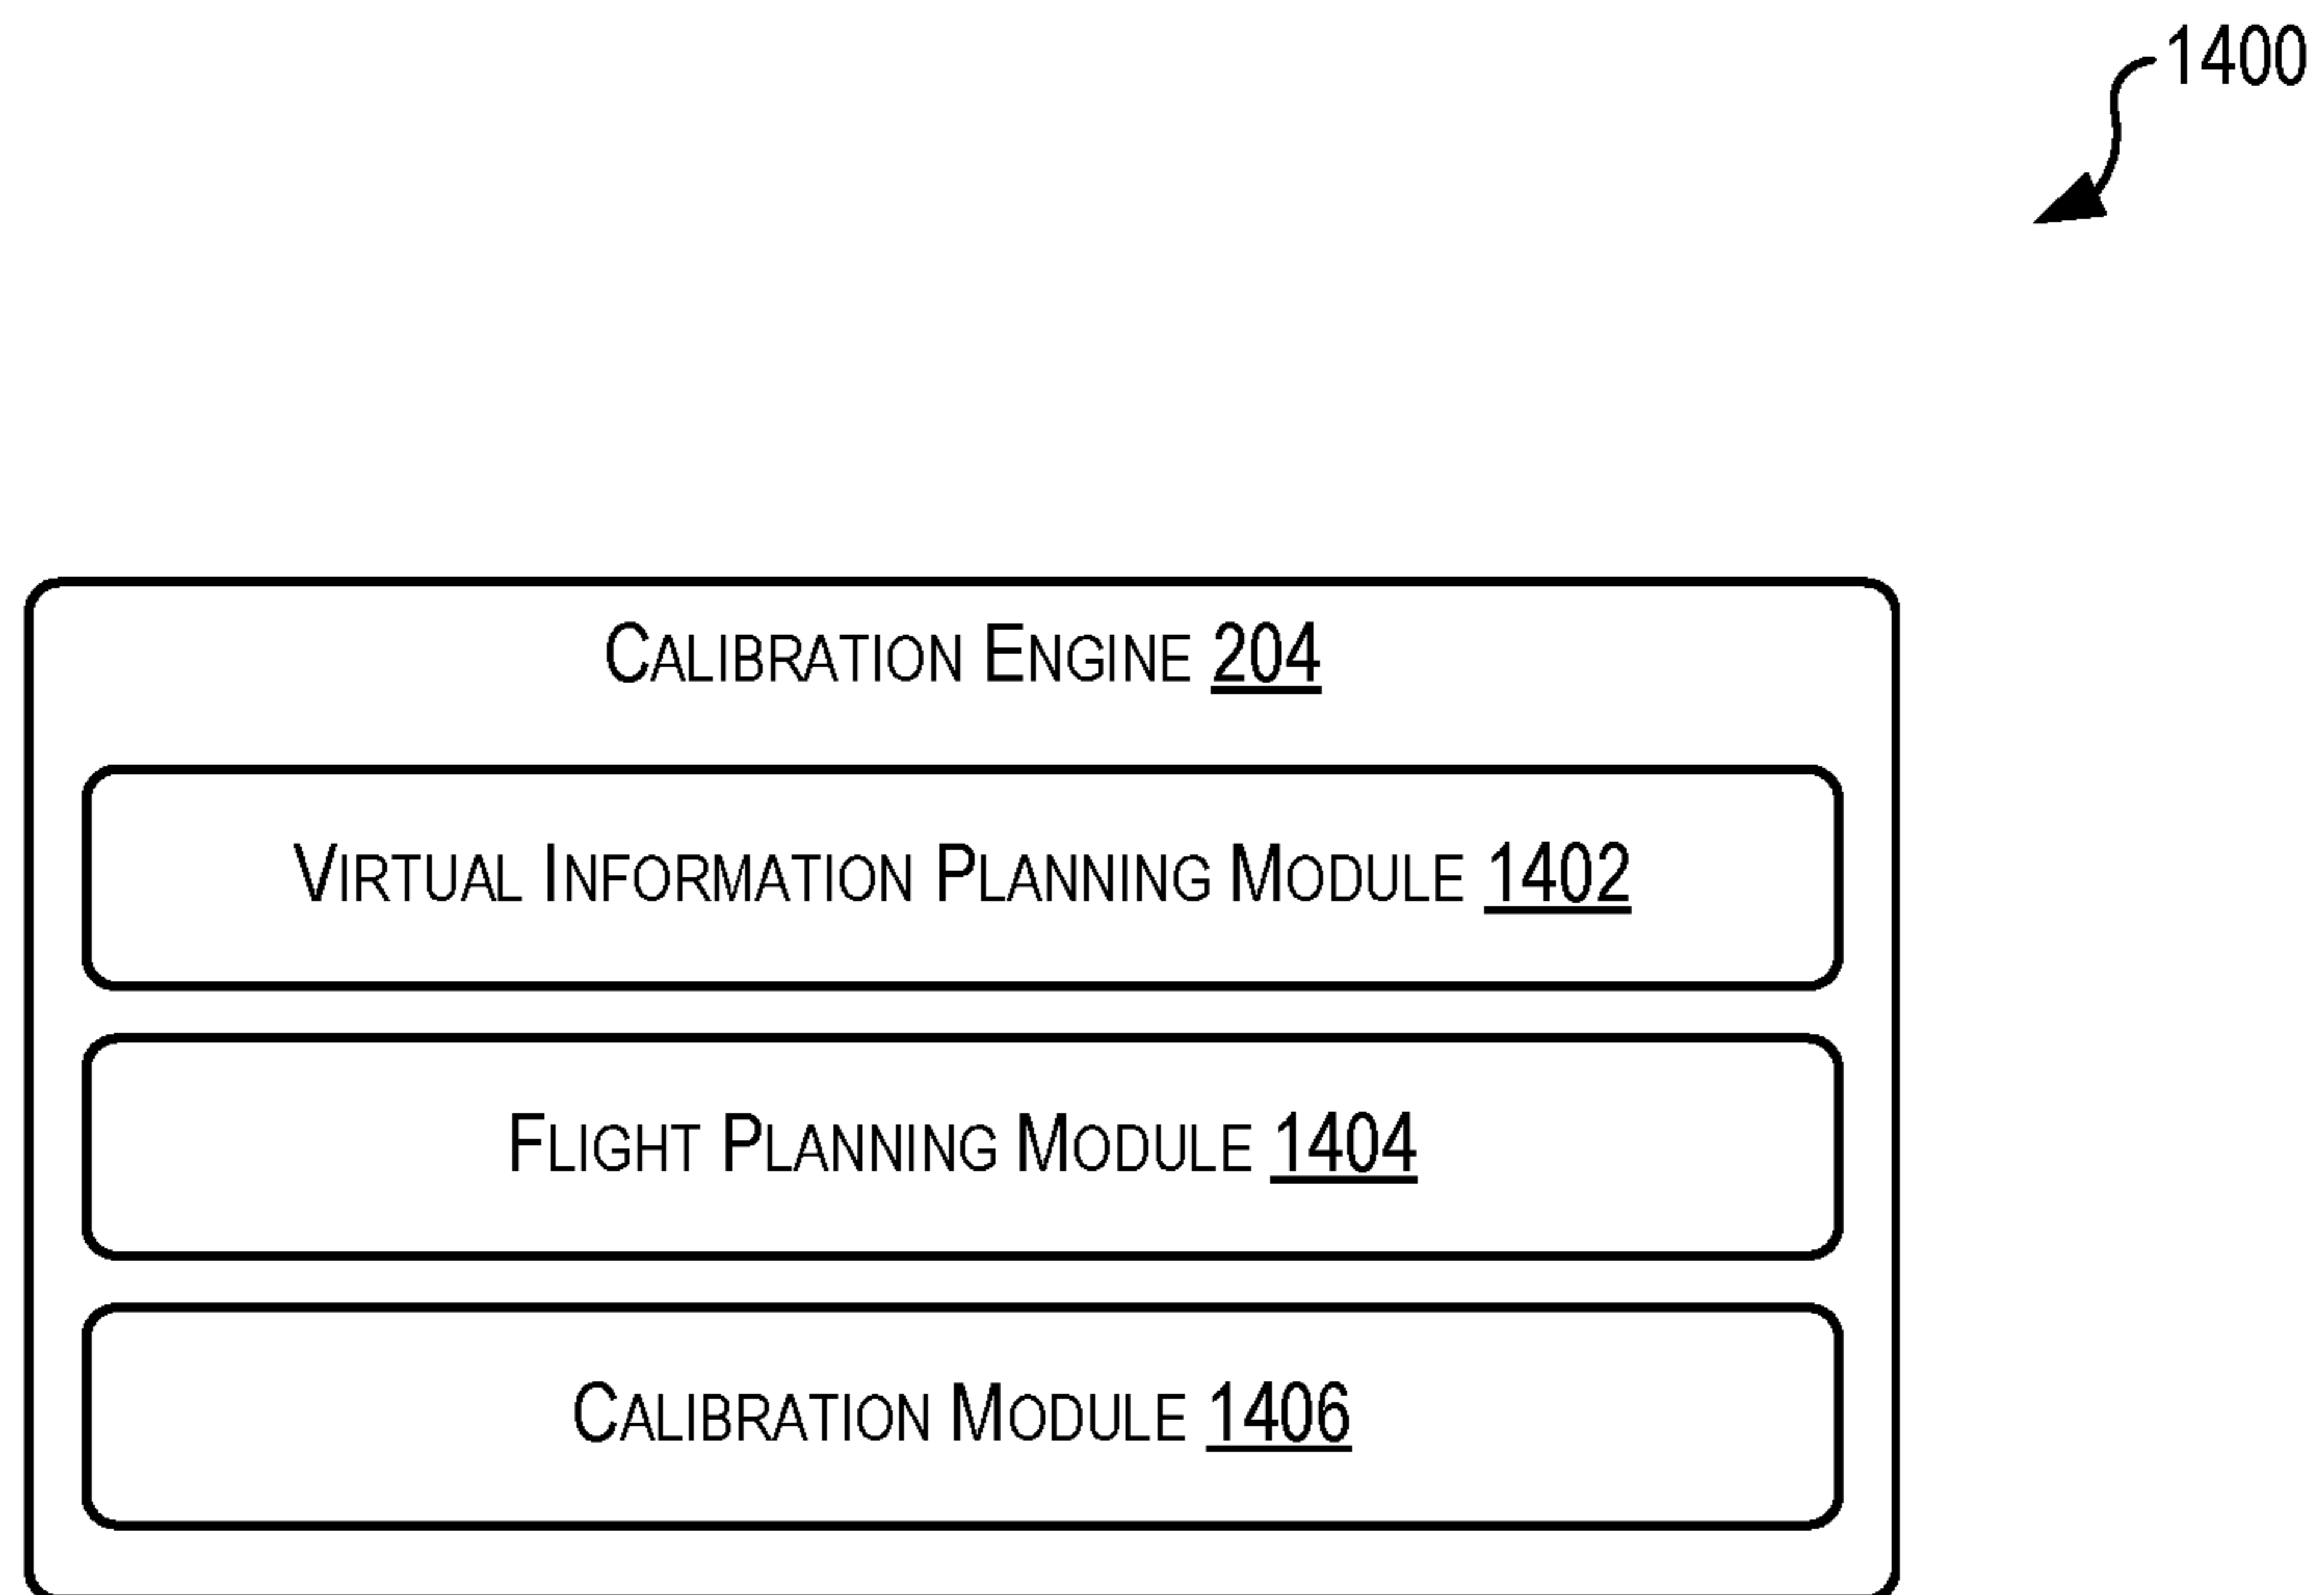 1400
Calibration Engine 204
Virtual Information Planning Module 1402
Flight Planning Module 1404
Calibration Module 1406